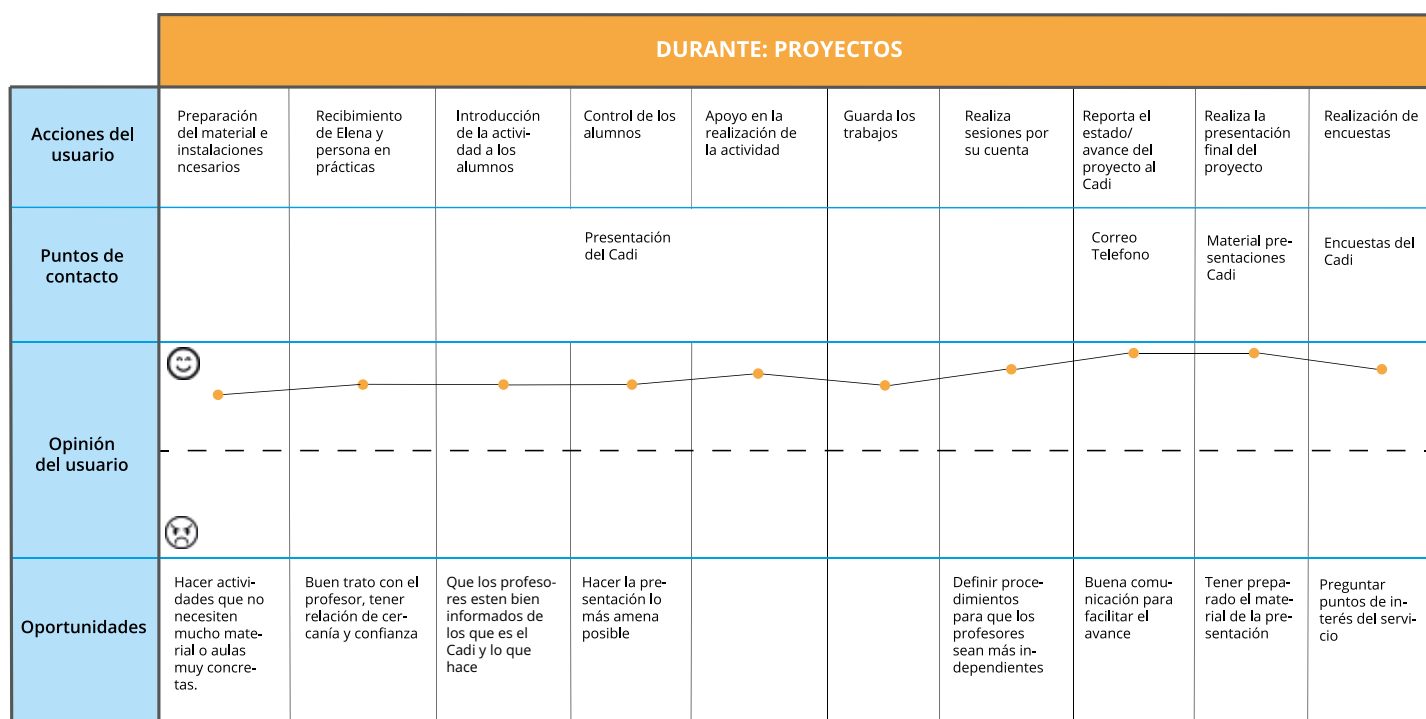 DURANTE: PROYECTOS
Acciones del
usuario
Preparación
del material e
instalaciones
ncesarios
Recibimiento
de Elena y
persona en
prácticas
Introducción
de la activi-
dad a los
alumnos
Control de los
alumnos
Apoyo en la
realización de
la actividad
Guarda los
trabajos
Realiza
sesiones por
su cuenta
Reporta el
estado/
avance del
proyecto al
Cadi
Realiza la
presentación
final del
proyecto
Realización de
encuestas
Puntos de
contacto
Presentación
del Cadi
Correo
Telefono
Material pre-
sentaciones
Cadi
Encuestas del
Cadi
Opinión
del usuario
Oportunidades
Hacer activi-
dades que no
necesiten
mucho mate-
rial o aulas
muy concre-
tas.
Buen trato con el
profesor, tener
relación de cer-
canía y confianza
Que los profeso-
res esten bien
informados de
los que es el
Cadi y lo que
hace
Hacer la pre-
sentación lo
más amena
posible
Definir proce-
dimientos
para que los
profesores
sean más in-
dependientes
Buena comu-
nicación para
facilitar el
avance
Tener prepa-
rado el mate-
rial de la pre-
sentación
Preguntar
puntos de in-
terés del servi-
cio